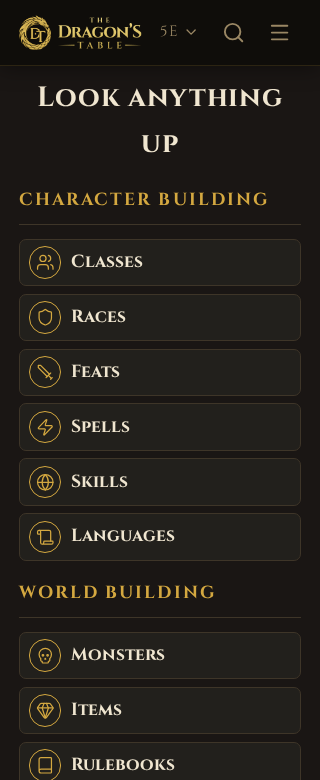 THE
DRAGON'S
TABLE
DT
5E
LOOK ANYTHING
UP
CHARACTER BUILDING
CLASSES
RACES
FEATS
SPELLS
SKILLS
LANGUAGES
WORLD BUILDING
MONSTERS
ITEMS
RULEBOOKS